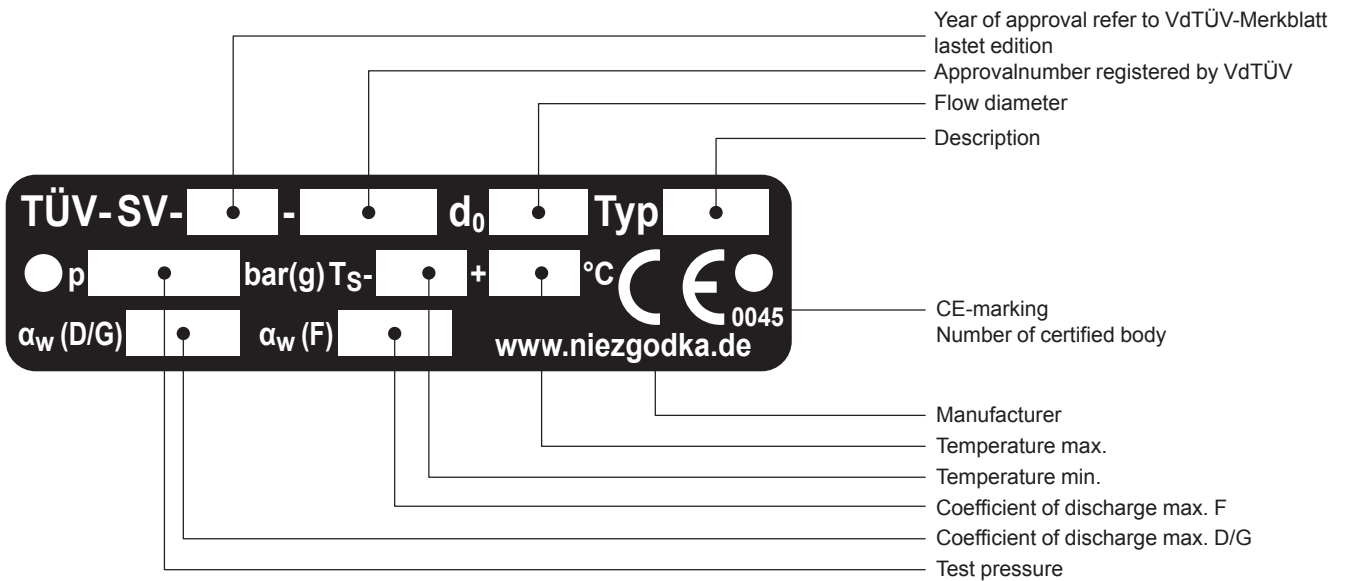 Year of approval refer to VdTÜV-Merkblatt
lastet edition
Approvalnumber registered by VdTÜV
Flow diameter
Description
TÜV-SV- - d₀ Typ
p bar(g) TS- + °C CE 0045
αw (D/G) αw (F) www.niezgodka.de
CE-marking
Number of certified body
Manufacturer
Temperature max.
Temperature min.
Coefficient of discharge max. F
Coefficient of discharge max. D/G
Test pressure